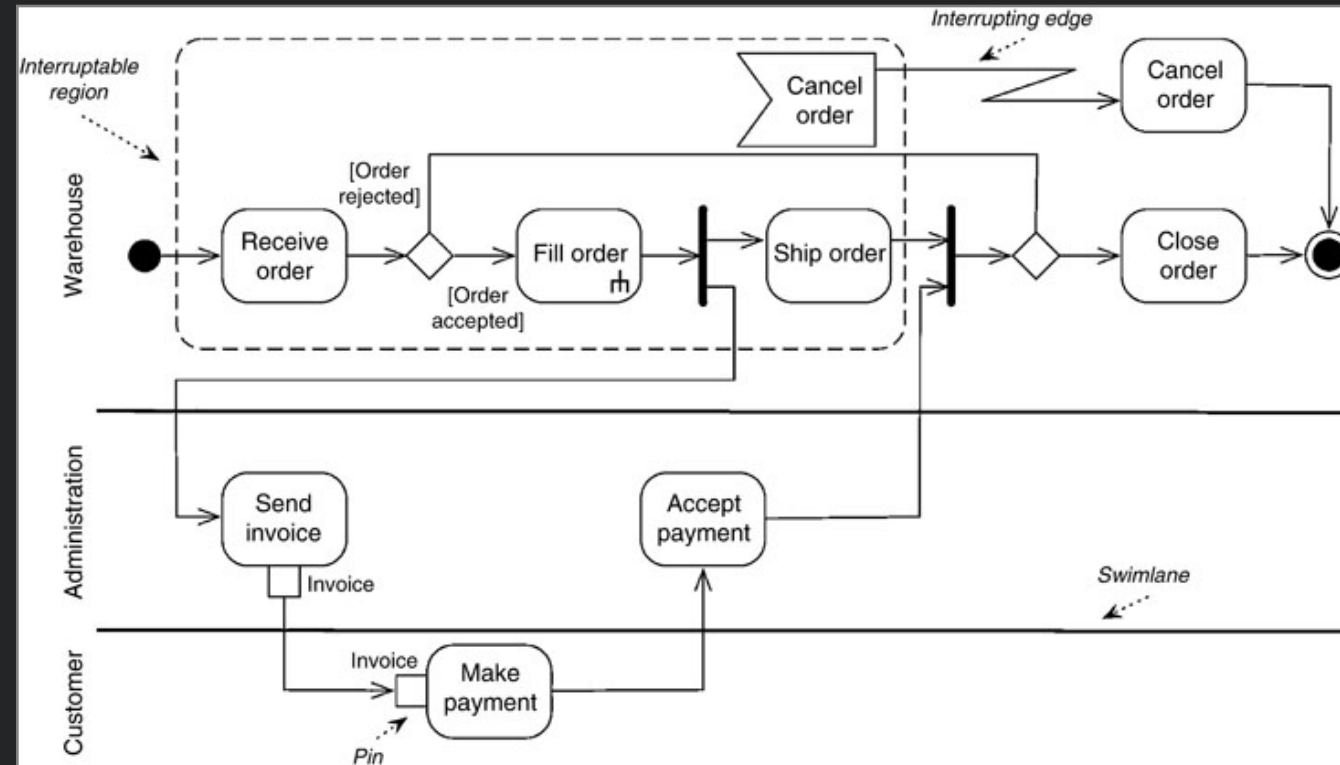 Interrupting edge
Interruptable
region
Cancel
order
Cancel
order
Warehouse
[Order
rejected]
Receive
order
Fill order
Ship order
Close
order
[Order
accepted]
Administration
Send
invoice
Accept
payment
Invoice
Swimlane
Customer
Invoice
Make
payment
Pin